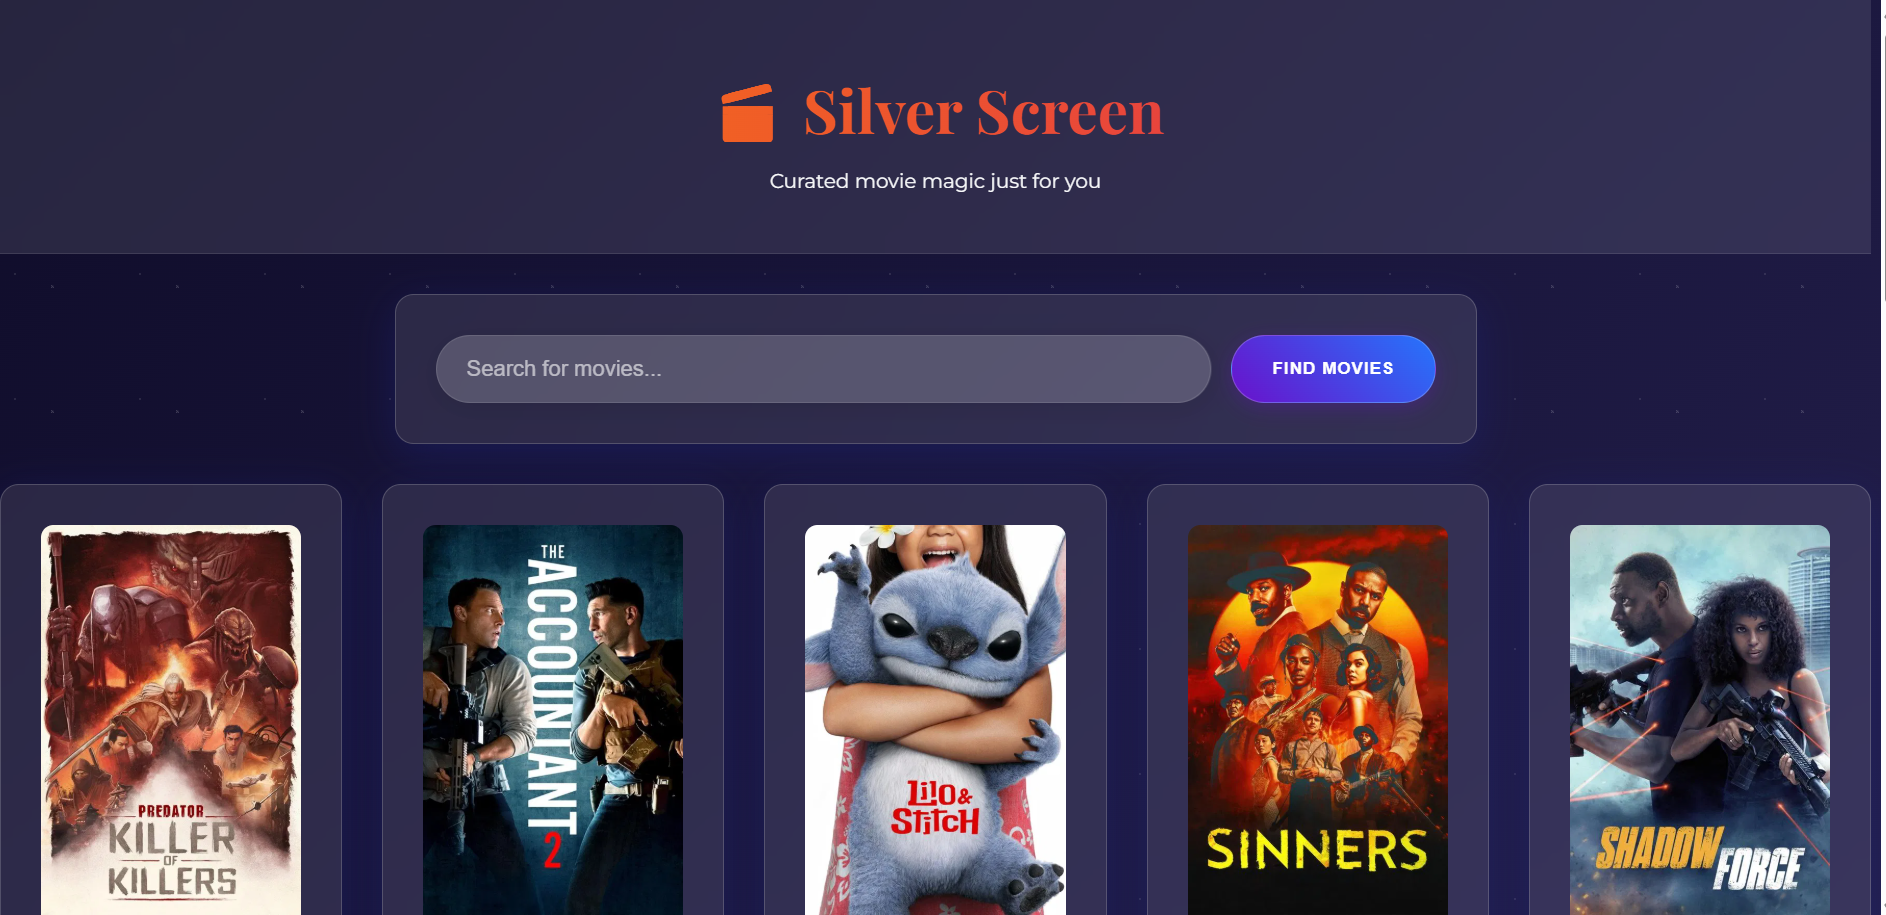 Silver Screen
Curated movie magic just for you
Search for movies...
FIND MOVIES
PREDATOR
KILLER
OF
KILLERS
THE
ACCOUNTANT
2
Lilo &
Stitch
SINNERS
SHADOW
FORCE